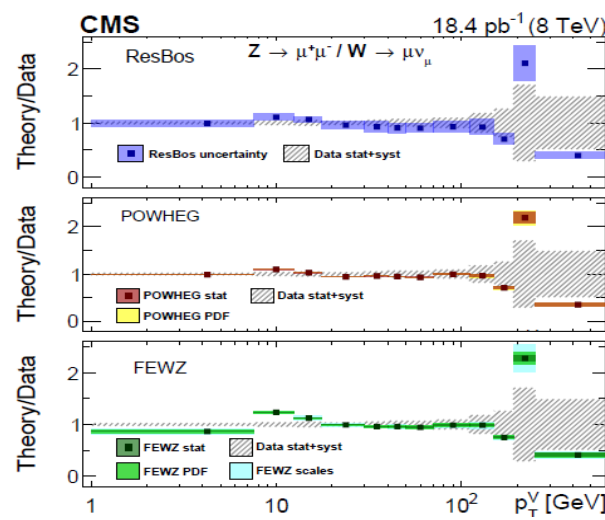 CMS 18.4 pb⁻¹ (8 TeV)
ResBos Z → μ⁺μ⁻ / W → μν_μ
Theory/Data
2
1
0
ResBos uncertainty Data stat+syst
POWHEG
Theory/Data
2
1
0
POWHEG stat Data stat+syst
POWHEG PDF
FEWZ
Theory/Data
2
1
0
FEWZ stat Data stat+syst
FEWZ PDF FEWZ scales
1 10 10² p_T^V [GeV]